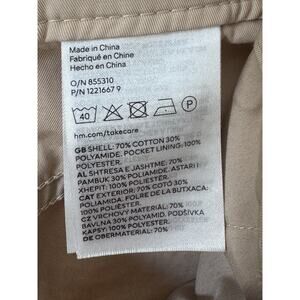 Made in China
Fabriqué en Chine
Hecho en China
O/N 855310
P/N 1221667 9
40
P
hm.com/takecare
GB SHELL: 70% COTTON 30%
POLYAMIDE. POCKET LINING: 100%
POLYESTER.
AL SHTRESA E JASHTME: 70%
PAMBUK 30% POLIAMID. ASTARI I
XHEPIT: 100% POLIESTER
CAT EXTERIOR: 70% COTÓ 30%
POLIAMIDA. FOLRE DE LA BUTXACA:
100% POLIÈSTER.
CZ VRCHOVÝ MATERIÁL: 70%
BAVLNA 30% POLYAMID. PODŠÍVKA
KAPSY: 100% POLYESTER.
DE OBERMATERIAL: 70%